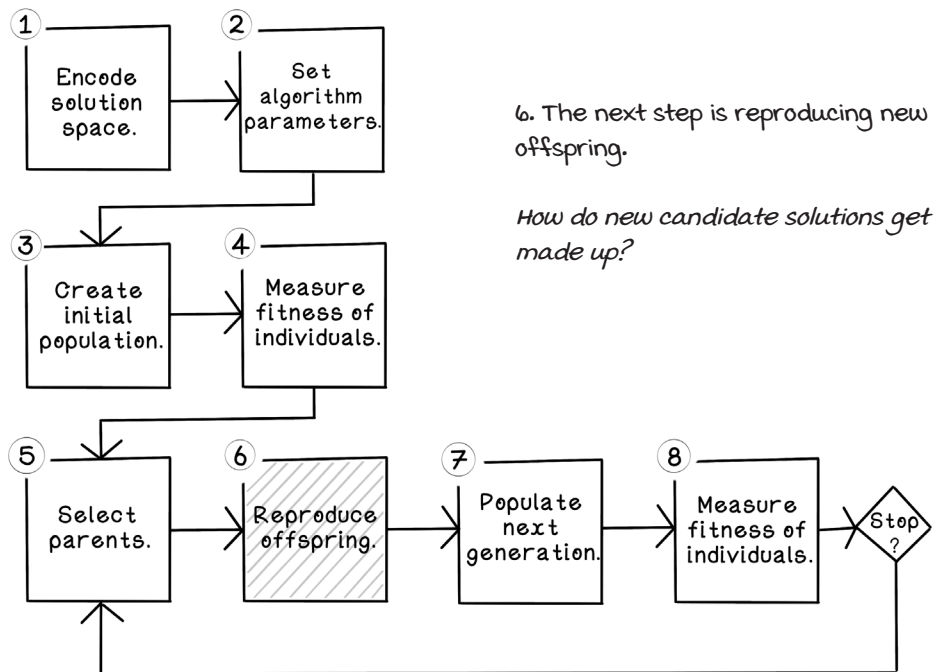 1
Encode
solution
space.
2
Set
algorithm
parameters.
6. The next step is reproducing new
offspring.
How do new candidate solutions get
made up?
3
Create
initial
population.
4
Measure
fitness of
individuals.
5
Select
parents.
6
Reproduce
offspring.
7
Populate
next
generation.
8
Measure
fitness of
individuals.
Stop
?